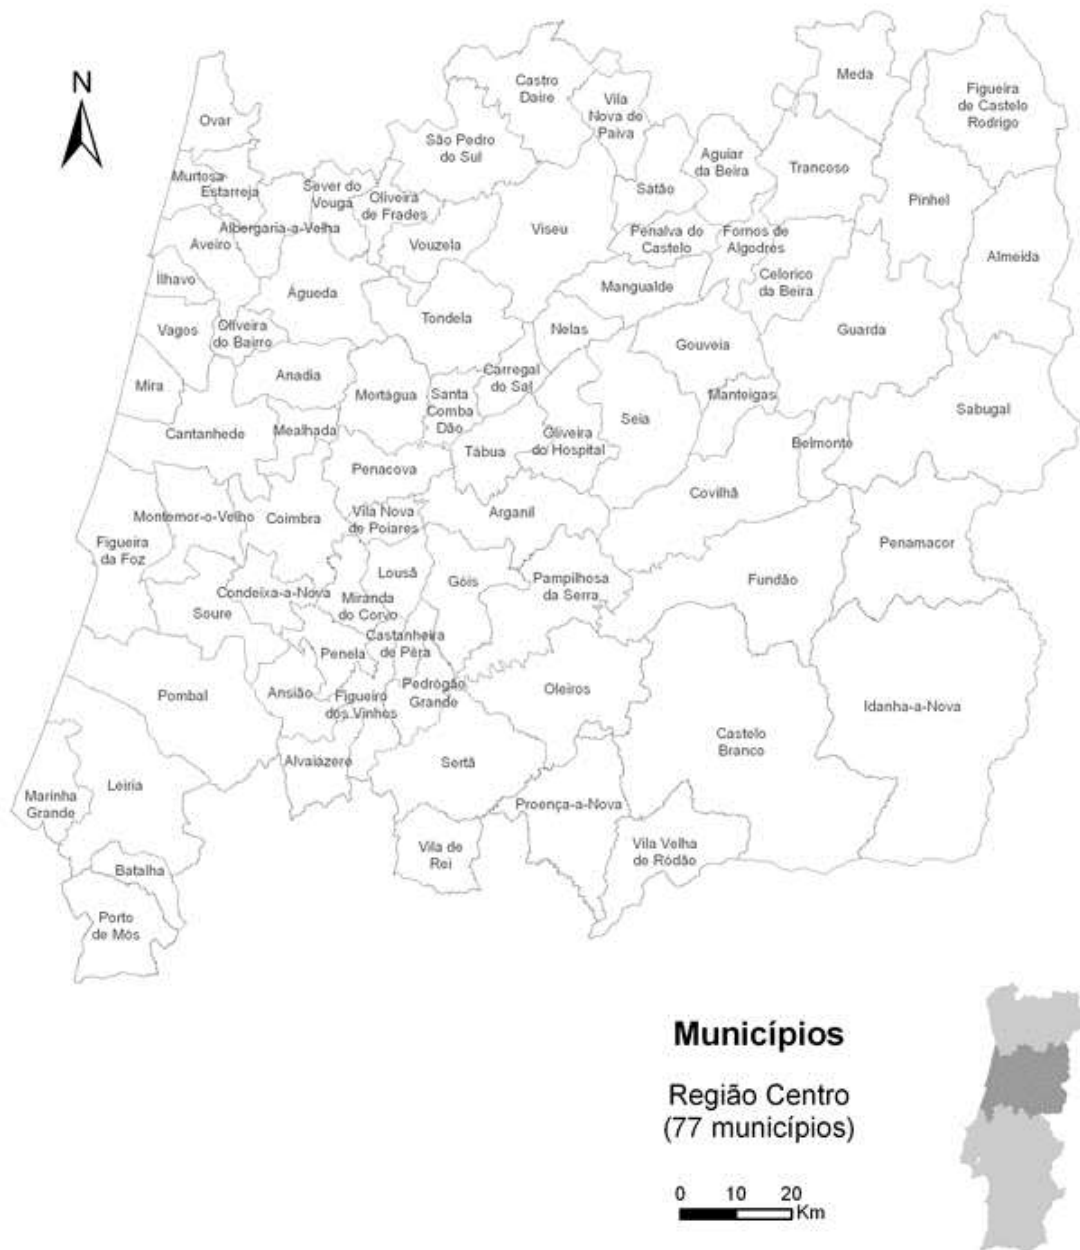 N
Castro
Daire
Meda
Figueira
de Castelo
Rodrigo
Vila
Nova de
Paiva
Ovar
São Pedro
do Sul
Aguiar
da Beira
Trancoso
Murtosa
Estarreja
Sever do
Vouga
Oliveira
de Frades
Satão
Pinhel
Albergaria-a-Velha
Aveiro
Vouzela
Viseu
Penalva do
Castelo
Fornos de
Algodres
Almeida
Ílhavo
Águeda
Mangualde
Celorico
da Beira
Vagos
Oliveira
do Bairro
Tondela
Nelas
Gouveia
Guarda
Mira
Anadia
Mortágua
Santa
Comba
Dão
Carregal
do Sal
Manteigas
Sabugal
Cantanhede
Mealhada
Tábua
Oliveira
do Hospital
Seia
Belmonte
Penacova
Covilhã
Montemor-o-Velho
Coimbra
Vila Nova
de Poiares
Arganil
Figueira
da Foz
Penamacor
Lousã
Góis
Pampilhosa
da Serra
Fundão
Condeixa-a-Nova
Miranda
do Corvo
Soure
Castanheira
de Pêra
Penela
Pombal
Ansião
Figueiró
dos Vinhos
Pedrógão
Grande
Oleiros
Idanha-a-Nova
Castelo
Branco
Alvaiázere
Sertã
Leiria
Marinha
Grande
Proença-a-Nova
Vila de
Rei
Vila Velha
de Ródão
Batalha
Porto
de Mós
Municípios
Região Centro
(77 municípios)
0 10 20
Km